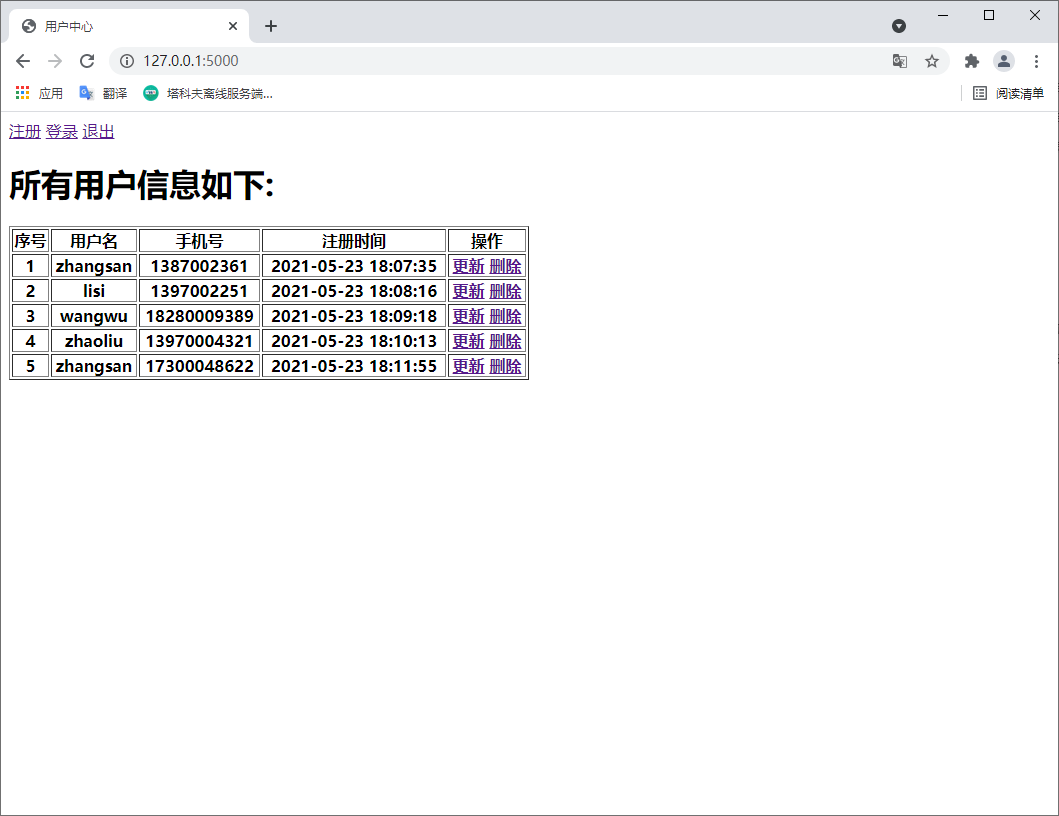 用户中心
127.0.0.1:5000
应用 翻译 塔科夫离线服务端... 阅读清单
注册 登录 退出
所有用户信息如下:
序号 用户名 手机号 注册时间 操作
1 zhangsan 1387002361 2021-05-23 18:07:35 更新 删除
2 lisi 1397002251 2021-05-23 18:08:16 更新 删除
3 wangwu 18280009389 2021-05-23 18:09:18 更新 删除
4 zhaoliu 13970004321 2021-05-23 18:10:13 更新 删除
5 zhangsan 17300048622 2021-05-23 18:11:55 更新 删除